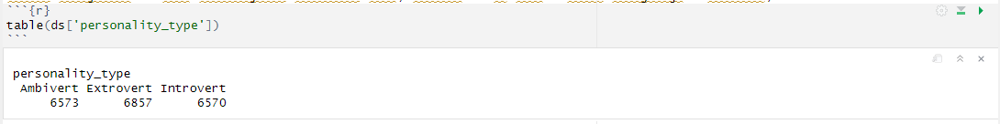 ```{r}
table(ds['personality_type'])
```
personality_type
Ambivert Extrovert Introvert
6573 6857 6570